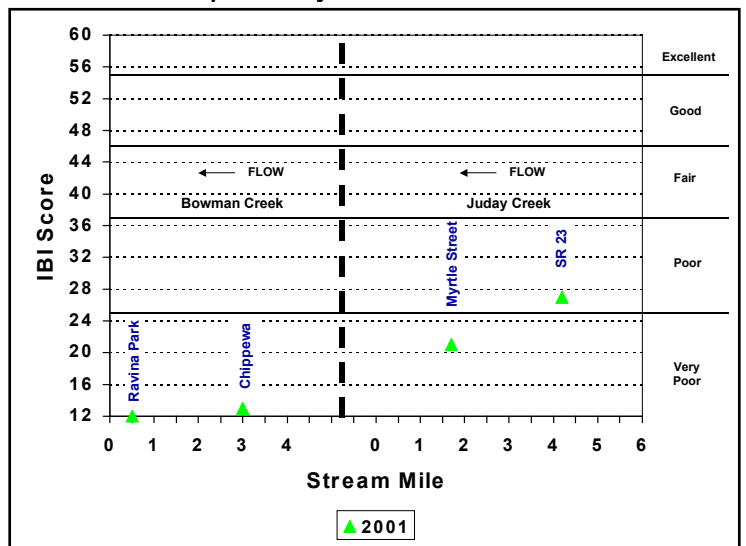 60
56
52
48
44
40
36
32
28
24
20
16
12
IBI Score
Excellent
Good
Fair
Poor
Very
Poor
FLOW
FLOW
Bowman Creek
Juday Creek
Ravina Park
Chippewa
Myrtle Street
SR 23
0 1 2 3 4 0 1 2 3 4 5 6
Stream Mile
2001